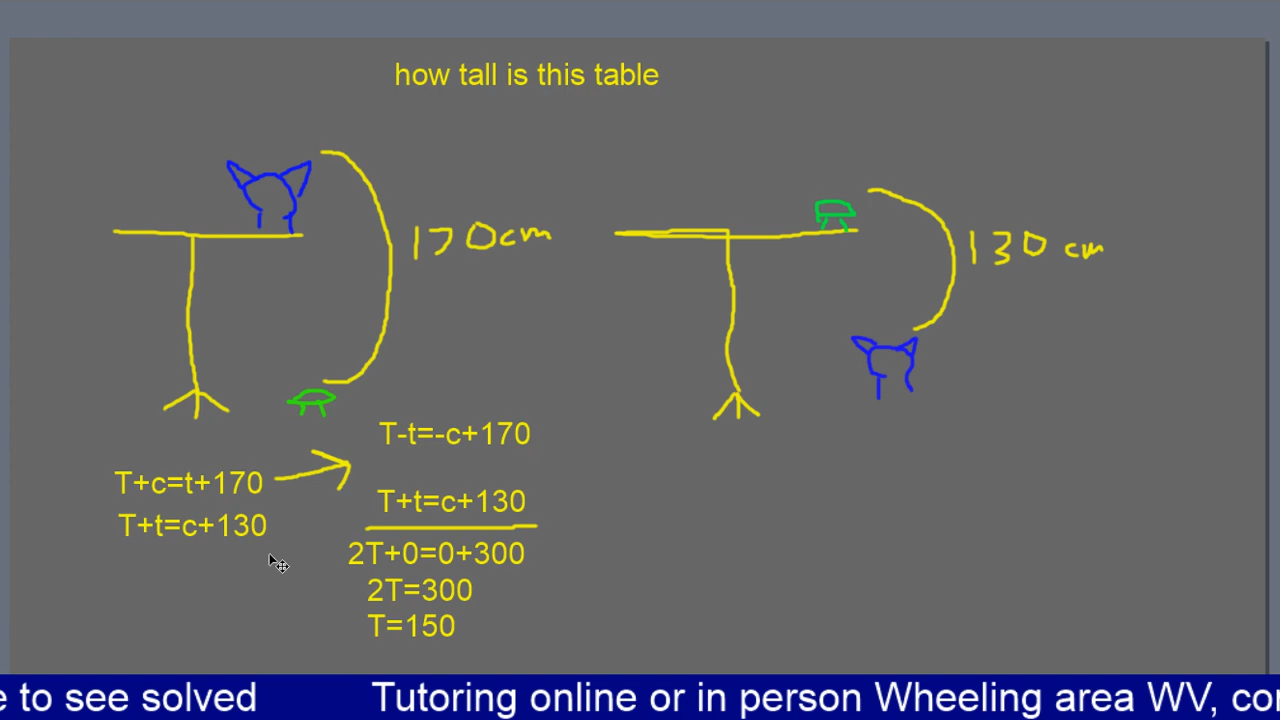 how tall is this table
170cm
130 cm
T-t=-c+170
T+c=t+170
T+t=c+130
T+t=c+130
2T+0=0+300
2T=300
T=150
e to see solved Tutoring online or in person Wheeling area WV, co